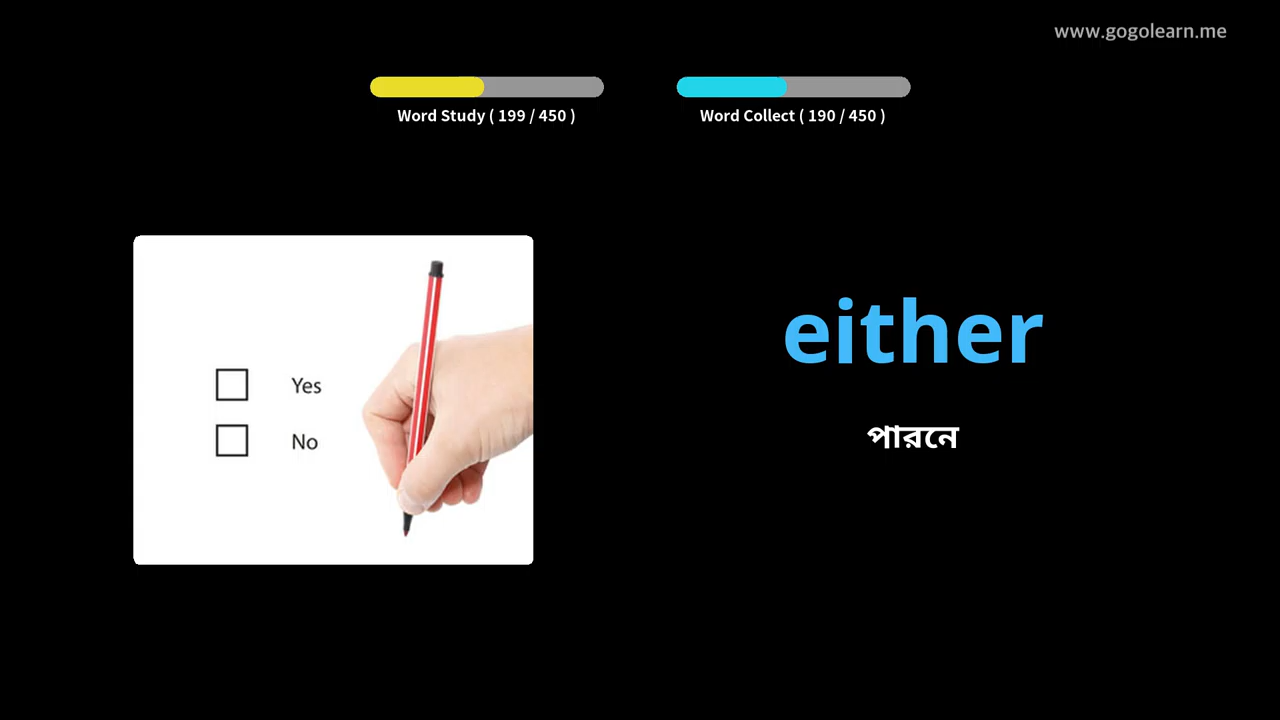 www.gogolearn.me
Word Study ( 199 / 450 )
Word Collect ( 190 / 450 )
Yes
No
either
পারনে